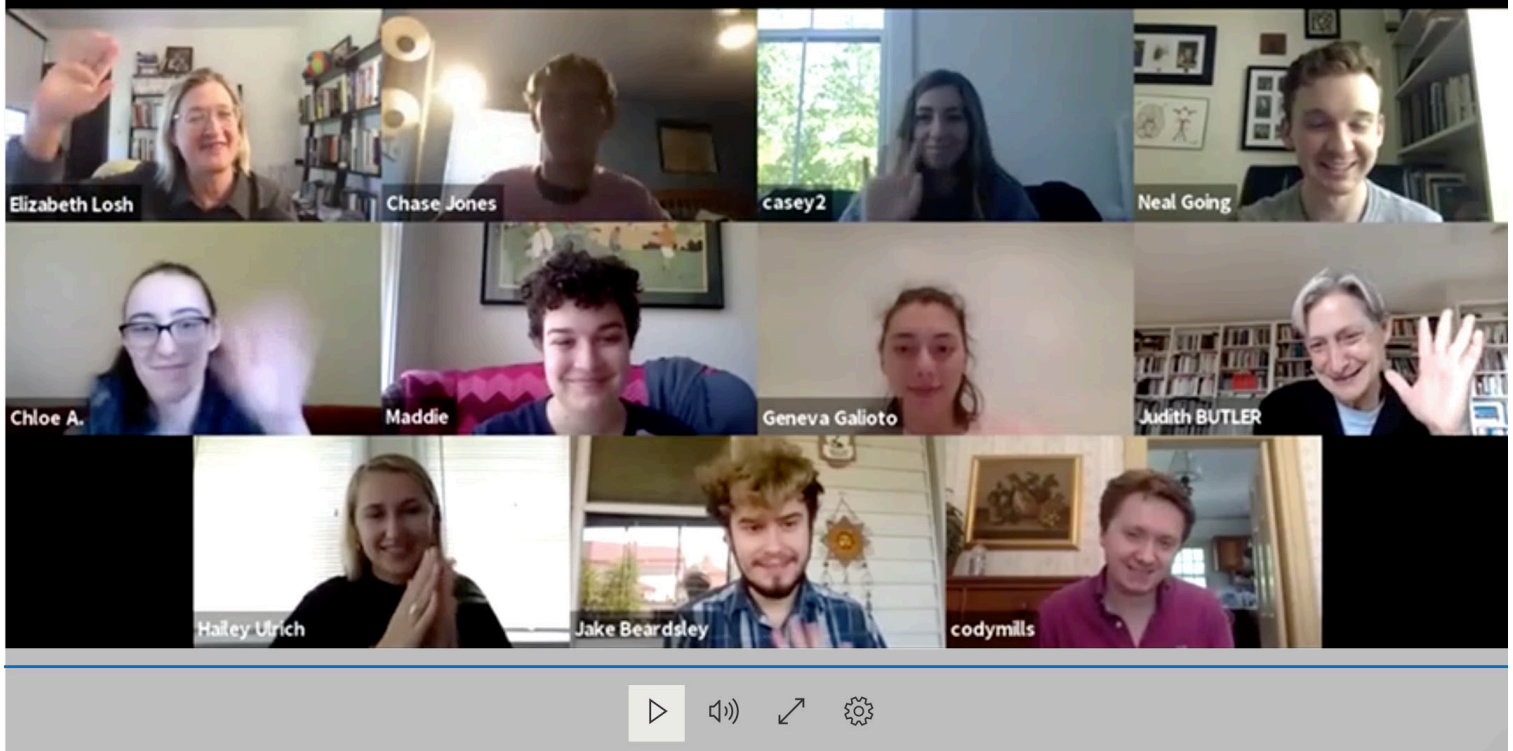 Elizabeth Losh
Chase Jones
casey2
Neal Going
Chloe A.
Maddie
Geneva Galioto
Judith BUTLER
Hailey Ulrich
Jake Beardsley
codymills